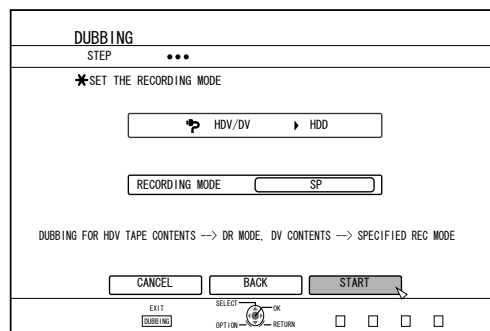 DUBBING
STEP
SET THE RECORDING MODE
HDV/DV HDD
RECORDING MODE SP
DUBBING FOR HDV TAPE CONTENTS --> DR MODE, DV CONTENTS --> SPECIFIED REC MODE
CANCEL BACK START
EXIT SELECT OK
DUBBING OPTION RETURN